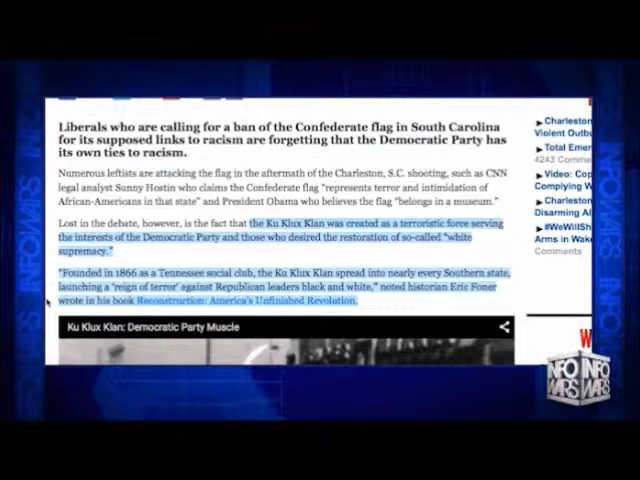 Liberals who are calling for a ban of the Confederate flag in South Carolina
for its supposed links to racism are forgetting that the Democratic Party has
its own ties to racism.
Numerous leftists are attacking the flag in the aftermath of the Charleston, S.C. shooting, such as CNN
legal analyst Sunny Hostin who claims the Confederate flag “represents terror and intimidation of
African-Americans in that state” and President Obama who believes the flag “belongs in a museum.”
Lost in the debate, however, is the fact that the Ku Klux Klan was created as a terroristic force serving
the interests of the Democratic Party and those who desired the restoration of so-called “white
supremacy.”
“Founded in 1866 as a Tennessee social club, the Ku Klux Klan spread into nearly every Southern state,
launching a ‘reign of terror’ against Republican leaders black and white,” noted historian Eric Foner
wrote in his book Reconstruction: America's Unfinished Revolution.
Ku Klux Klan: Democratic Party Muscle
Charleston
Violent Outbu
Total Emer
4243 Comme
Video: Cop
Complying W
Charleston
Disarming Al
#WeWillSh
Arms in Wak
Comments
W
INFO INFO
WARS WARS
INFOWARS
INFOWARS